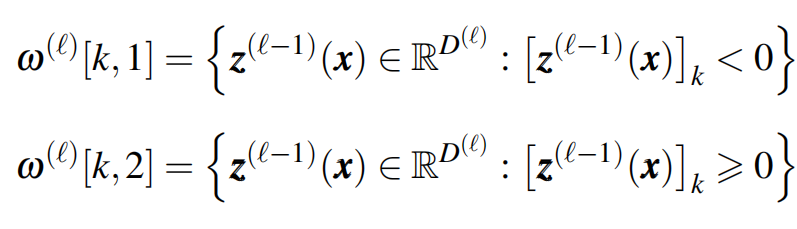 𝝎^{(ℓ)}[k, 1] = {𝒛^{(ℓ−1)}(𝒙) ∈ ℝ^{D^{(ℓ)}} : [𝒛^{(ℓ−1)}(𝒙)]_k < 0}
𝝎^{(ℓ)}[k, 2] = {𝒛^{(ℓ−1)}(𝒙) ∈ ℝ^{D^{(ℓ)}} : [𝒛^{(ℓ−1)}(𝒙)]_k ⩾ 0}